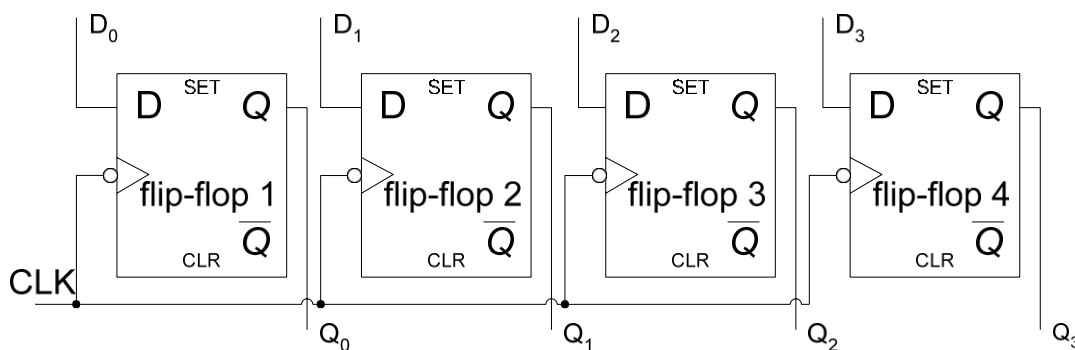 D₀ D₁ D₂ D₃
SET SET SET SET
D Q D Q D Q D Q
flip-flop 1 flip-flop 2 flip-flop 3 flip-flop 4
Q̅ Q̅ Q̅ Q̅
CLR CLR CLR CLR
CLK
Q₀ Q₁ Q₂ Q₃